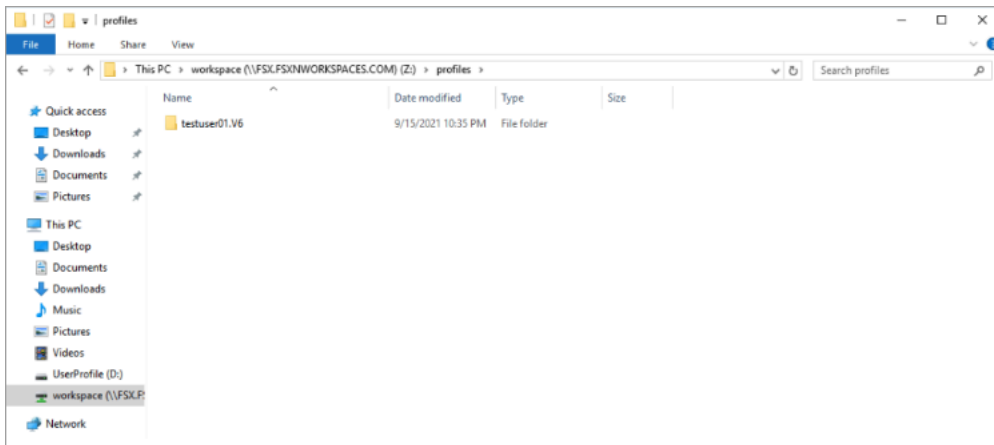 profiles
File Home Share View
This PC > workspace (\\FSX.FSXNWORKSPACES.COM) (Z:) > profiles >
Search profiles
Name Date modified Type Size
testuser01.V6 9/15/2021 10:35 PM File folder
Quick access
Desktop
Downloads
Documents
Pictures
This PC
Desktop
Documents
Downloads
Music
Pictures
Videos
UserProfile (D:)
workspace (\\FSX.F
Network